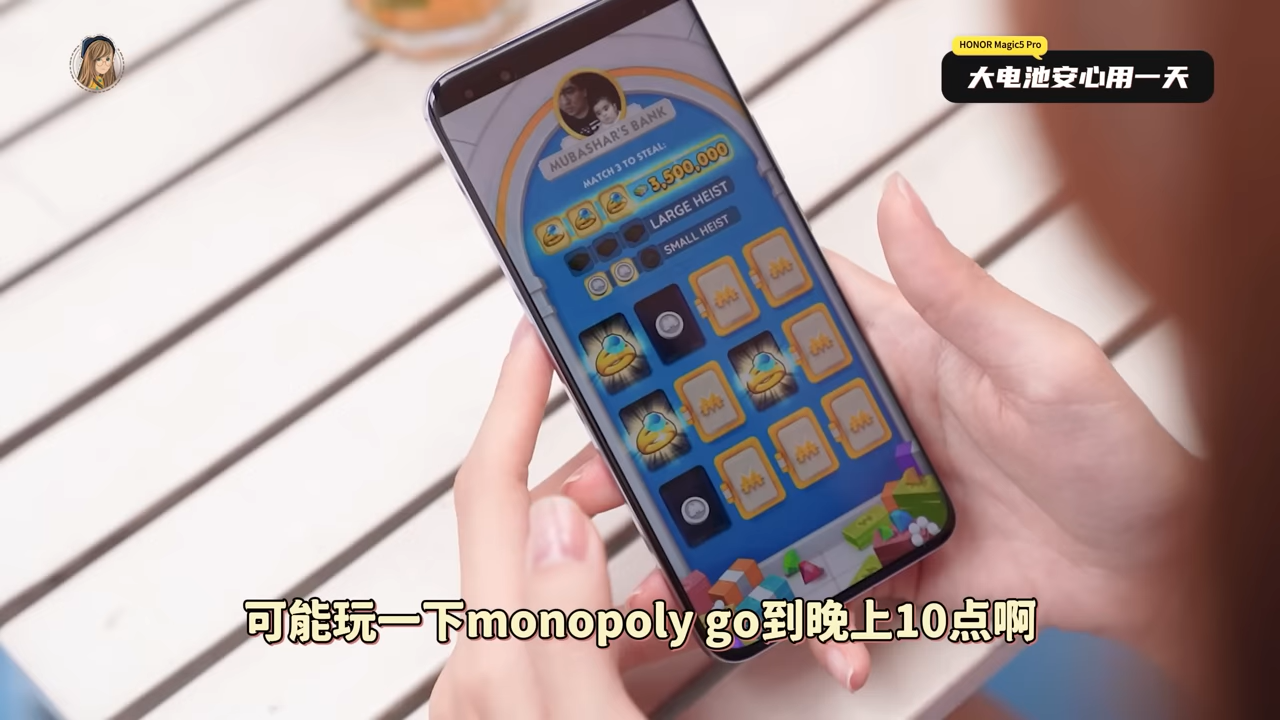 HONOR Magic5 Pro
大电池安心用一天
MUBASHAR'S BANK
MATCH 3 TO STEAL:
3,500,000
LARGE HEIST
SMALL HEIST
可能玩一下monopoly go到晚上10点啊